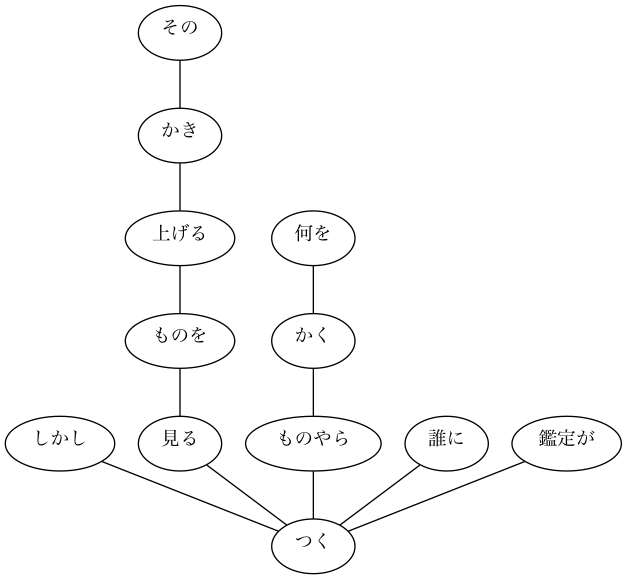 その
かき
上げる
何を
ものを
かく
しかし
見る
ものやら
誰に
鑑定が
つく